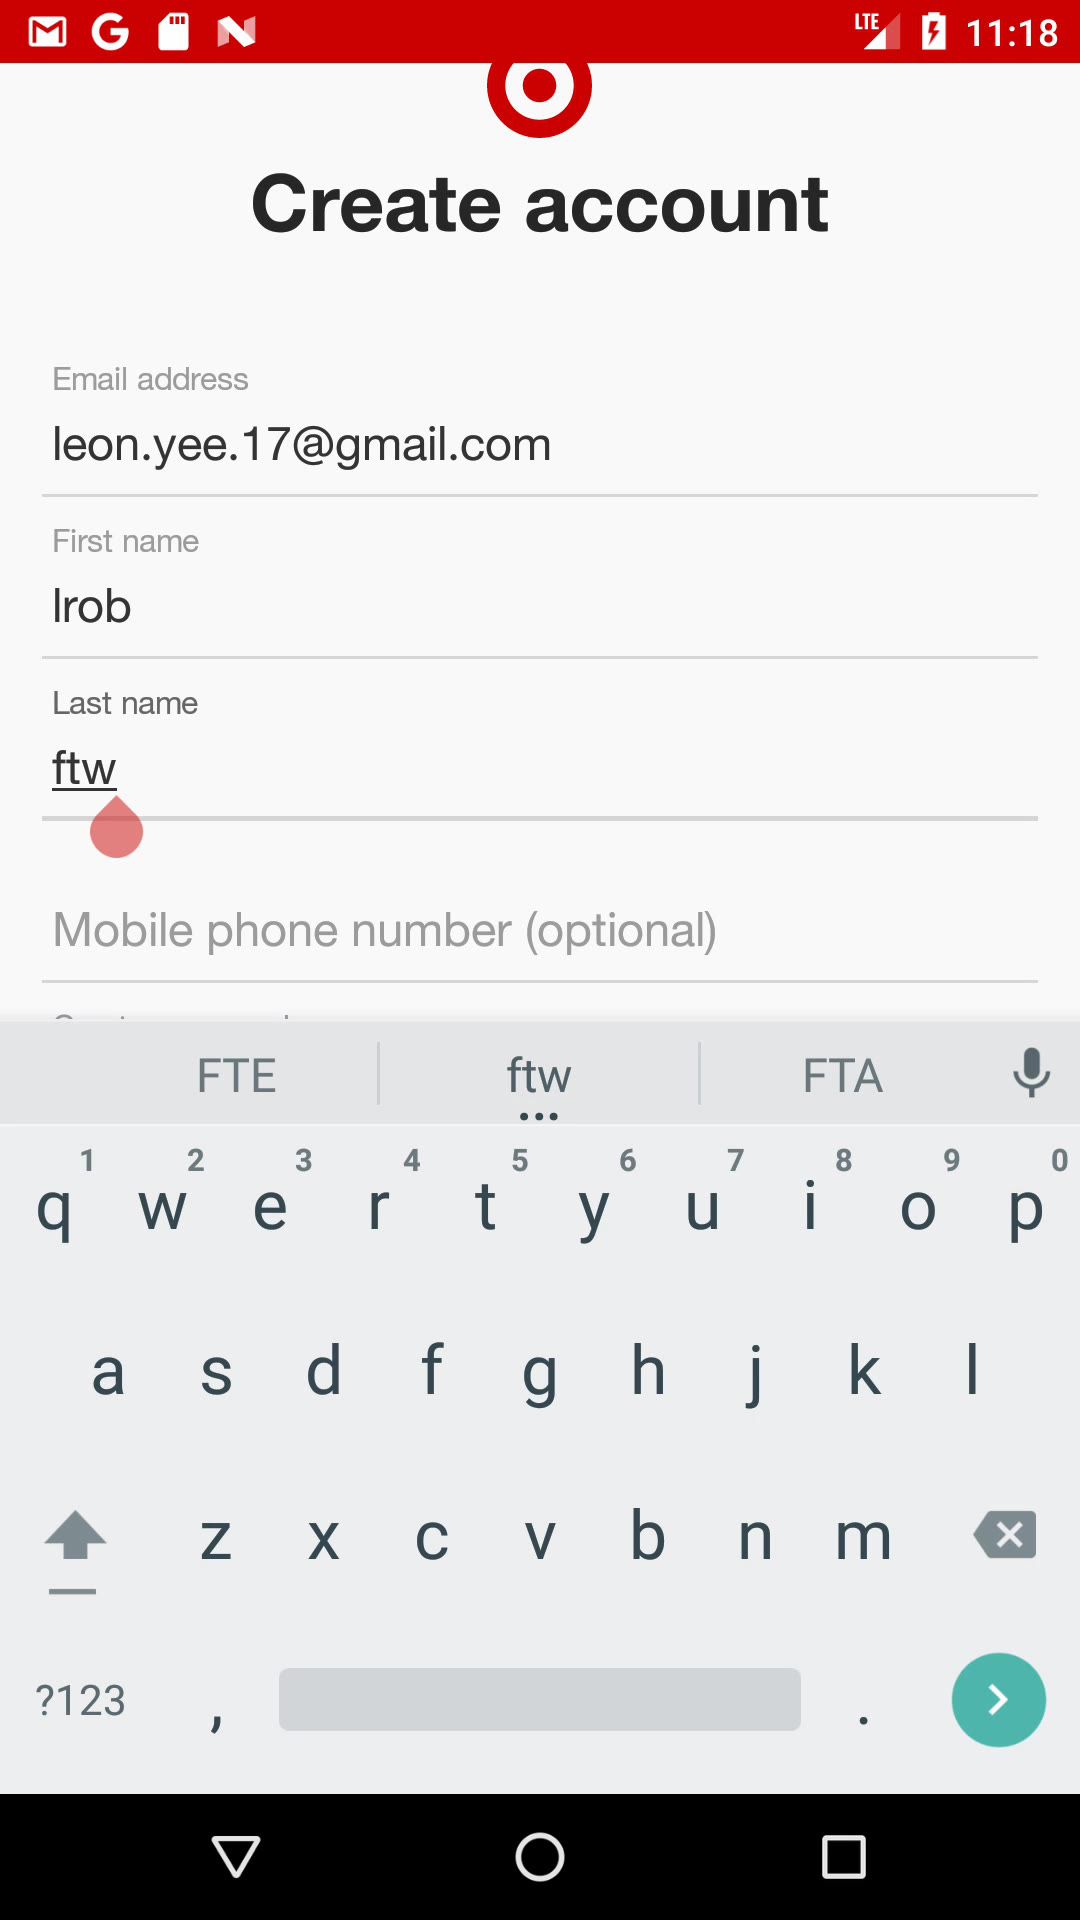 LTE 11:18
Create account
Email address
leon.yee.17@gmail.com
First name
lrob
Last name
ftw
Mobile phone number (optional)
FTE ftw FTA
1 2 3 4 5 6 7 8 9 0
q w e r t y u i o p
a s d f g h j k l
z x c v b n m
?123 , .